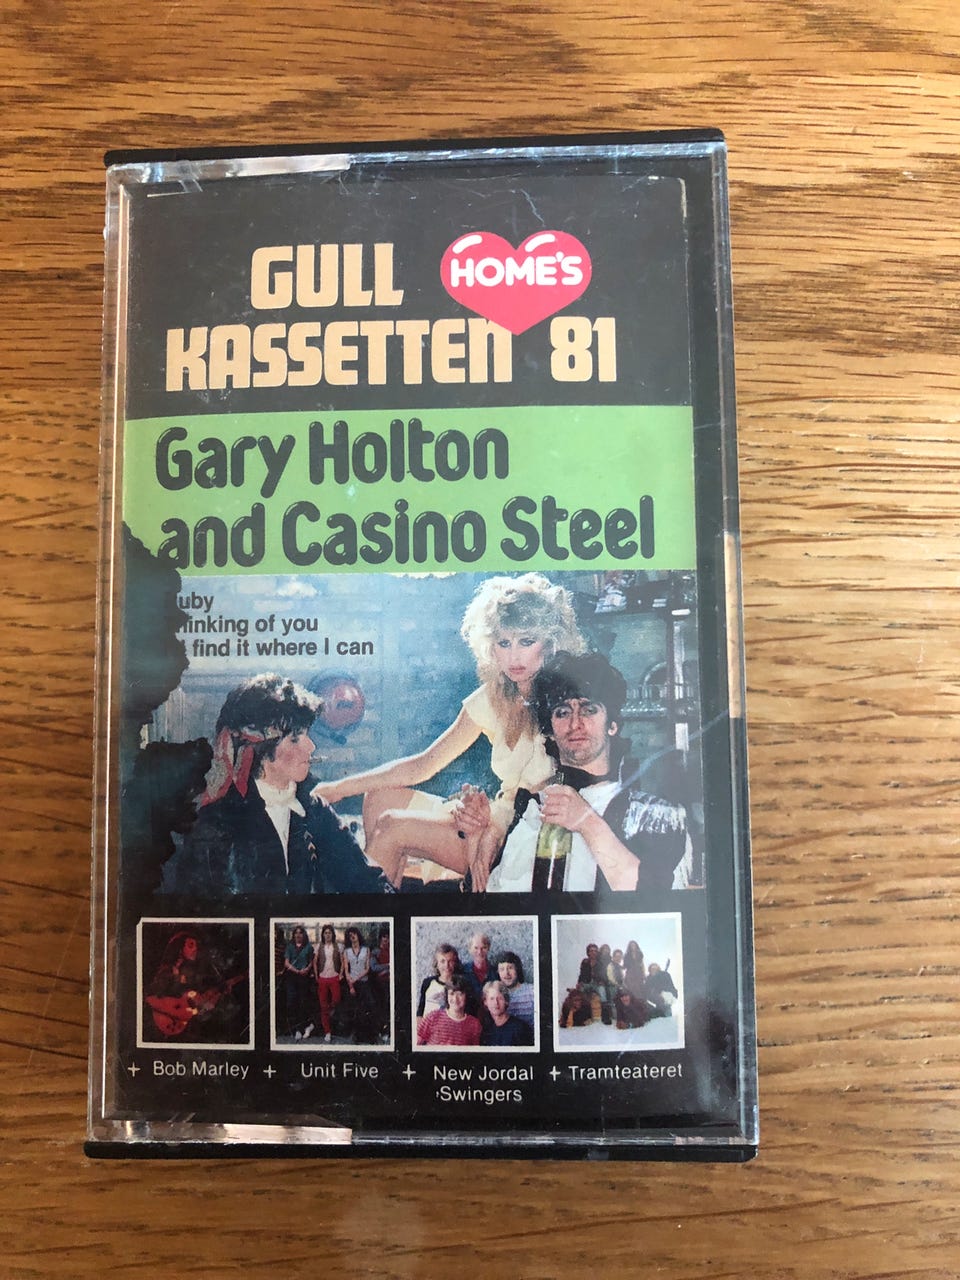 GULL
HOME'S
KASSETTEN 81
Gary Holton
and Casino Steel
uby
hinking of you
find it where I can
+ Bob Marley + Unit Five + New Jordal Swingers + Tramteateret